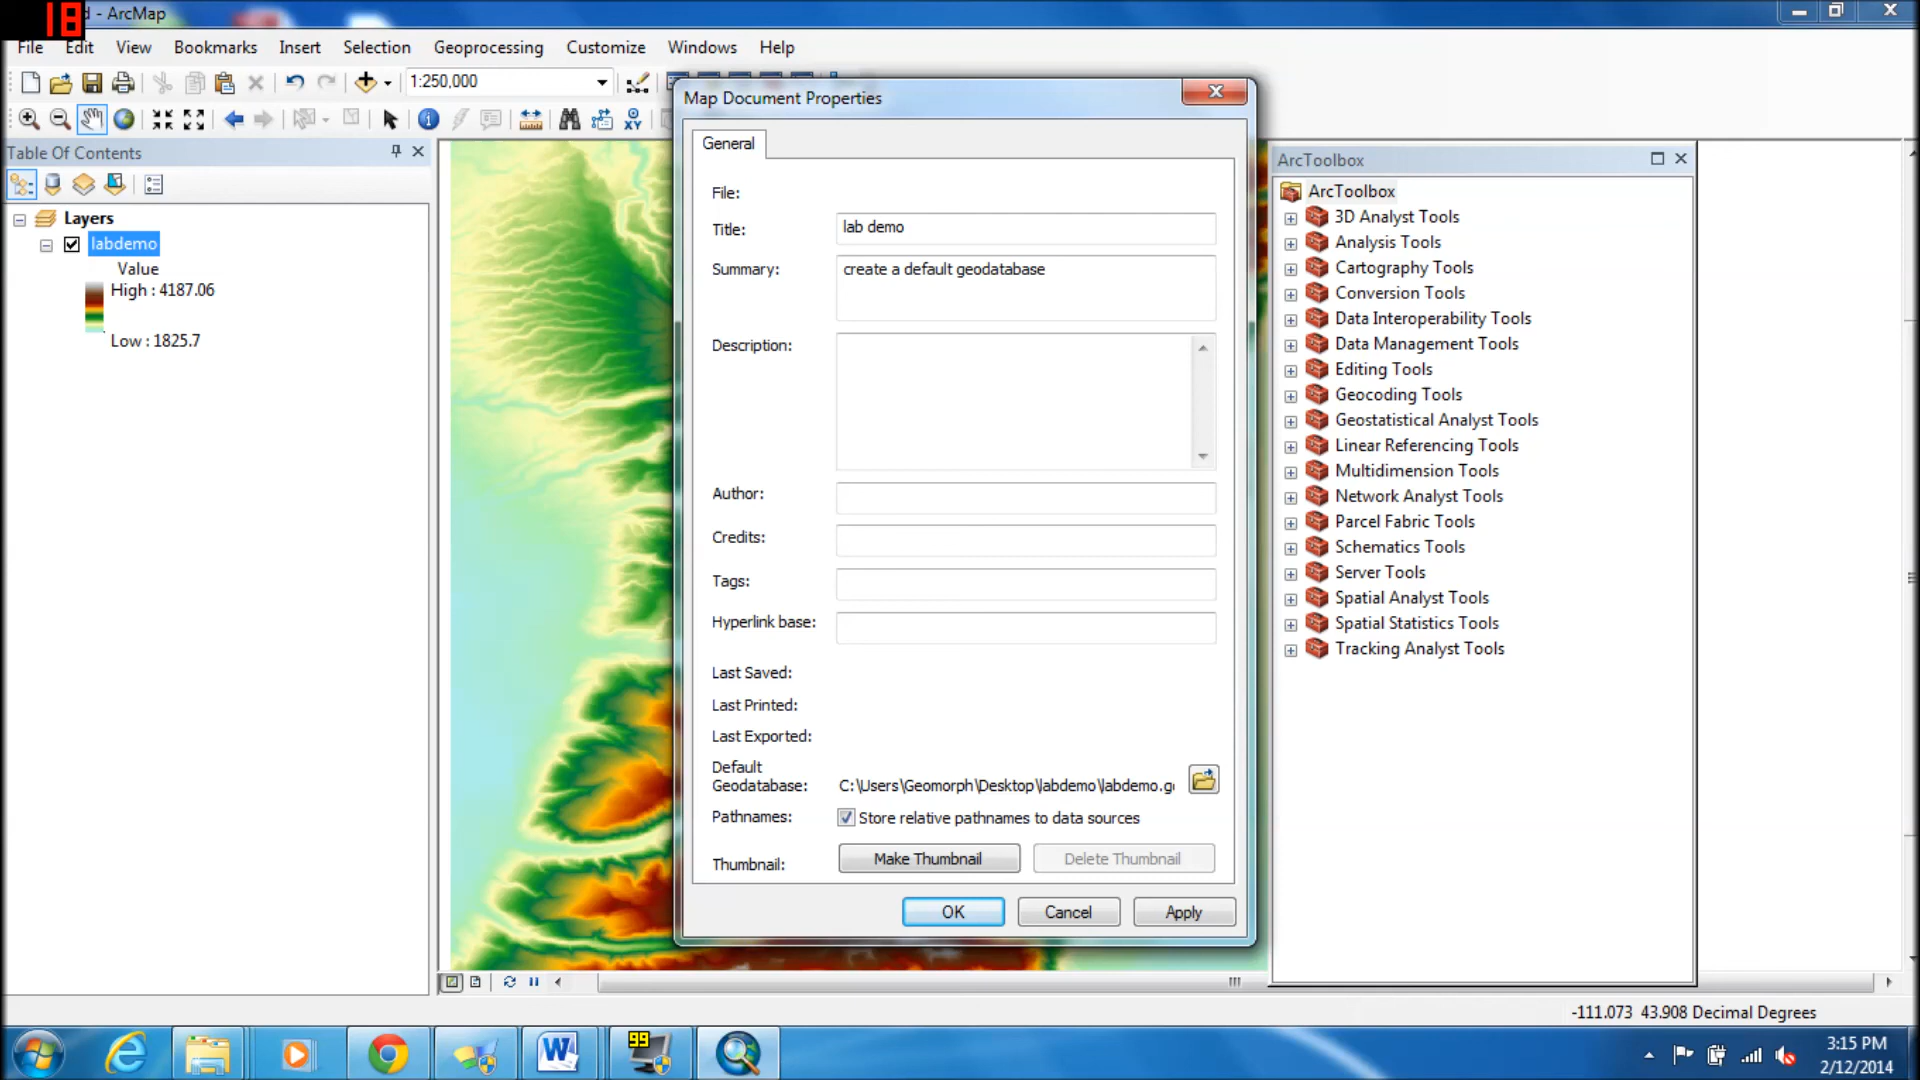 18 d - ArcMap
File Edit View Bookmarks Insert Selection Geoprocessing Customize Windows Help
1:250,000
Map Document Properties
XY
General
Table Of Contents
ArcToolbox
Layers
labdemo
Value
High : 4187.06
Low : 1825.7
File:
Title: lab demo
Summary: create a default geodatabase
Description:
Author:
Credits:
Tags:
Hyperlink base:
Last Saved:
Last Printed:
Last Exported:
Default
Geodatabase: C:\Users\Geomorph\Desktop\labdemo\labdemo.g
Pathnames: Store relative pathnames to data sources
Thumbnail: Make Thumbnail Delete Thumbnail
OK Cancel Apply
ArcToolbox
3D Analyst Tools
Analysis Tools
Cartography Tools
Conversion Tools
Data Interoperability Tools
Data Management Tools
Editing Tools
Geocoding Tools
Geostatistical Analyst Tools
Linear Referencing Tools
Multidimension Tools
Network Analyst Tools
Parcel Fabric Tools
Schematics Tools
Server Tools
Spatial Analyst Tools
Spatial Statistics Tools
Tracking Analyst Tools
-111.073 43.908 Decimal Degrees
99
3:15 PM
2/12/2014